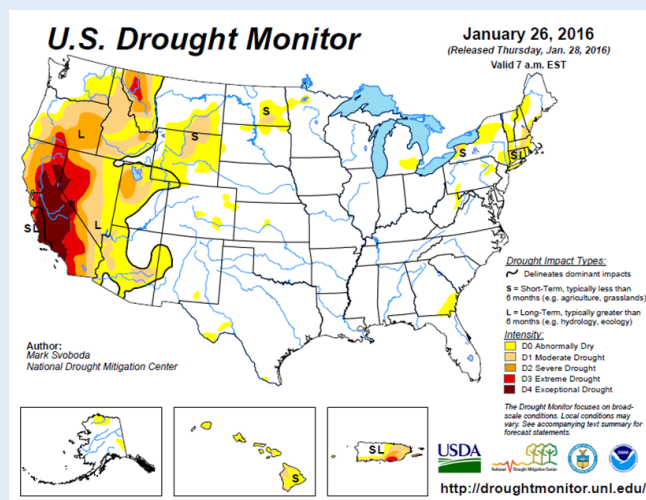 U.S. Drought Monitor
January 26, 2016
(Released Thursday, Jan. 28, 2016)
Valid 7 a.m. EST
L
S
S
S
SL
SL
L
Drought Impact Types:
Delineates dominant impacts
S = Short-Term, typically less than
6 months (e.g. agriculture, grasslands)
L = Long-Term, typically greater than
6 months (e.g. hydrology, ecology)
Intensity:
D0 Abnormally Dry
D1 Moderate Drought
D2 Severe Drought
D3 Extreme Drought
D4 Exceptional Drought
Author:
Mark Svoboda
National Drought Mitigation Center
The Drought Monitor focuses on broad-
scale conditions. Local conditions may
vary. See accompanying text summary for
forecast statements.
S
SL
USDA
National Drought Mitigation Center
http://droughtmonitor.unl.edu/